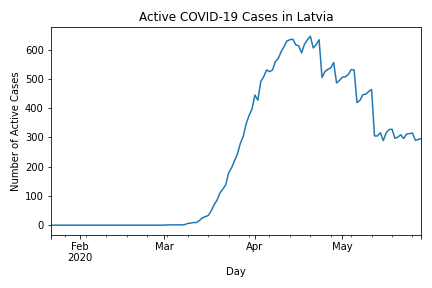 Active COVID-19 Cases in Latvia
Number of Active Cases
600
500
400
300
200
100
0
Feb
2020
Mar
Apr
May
Day